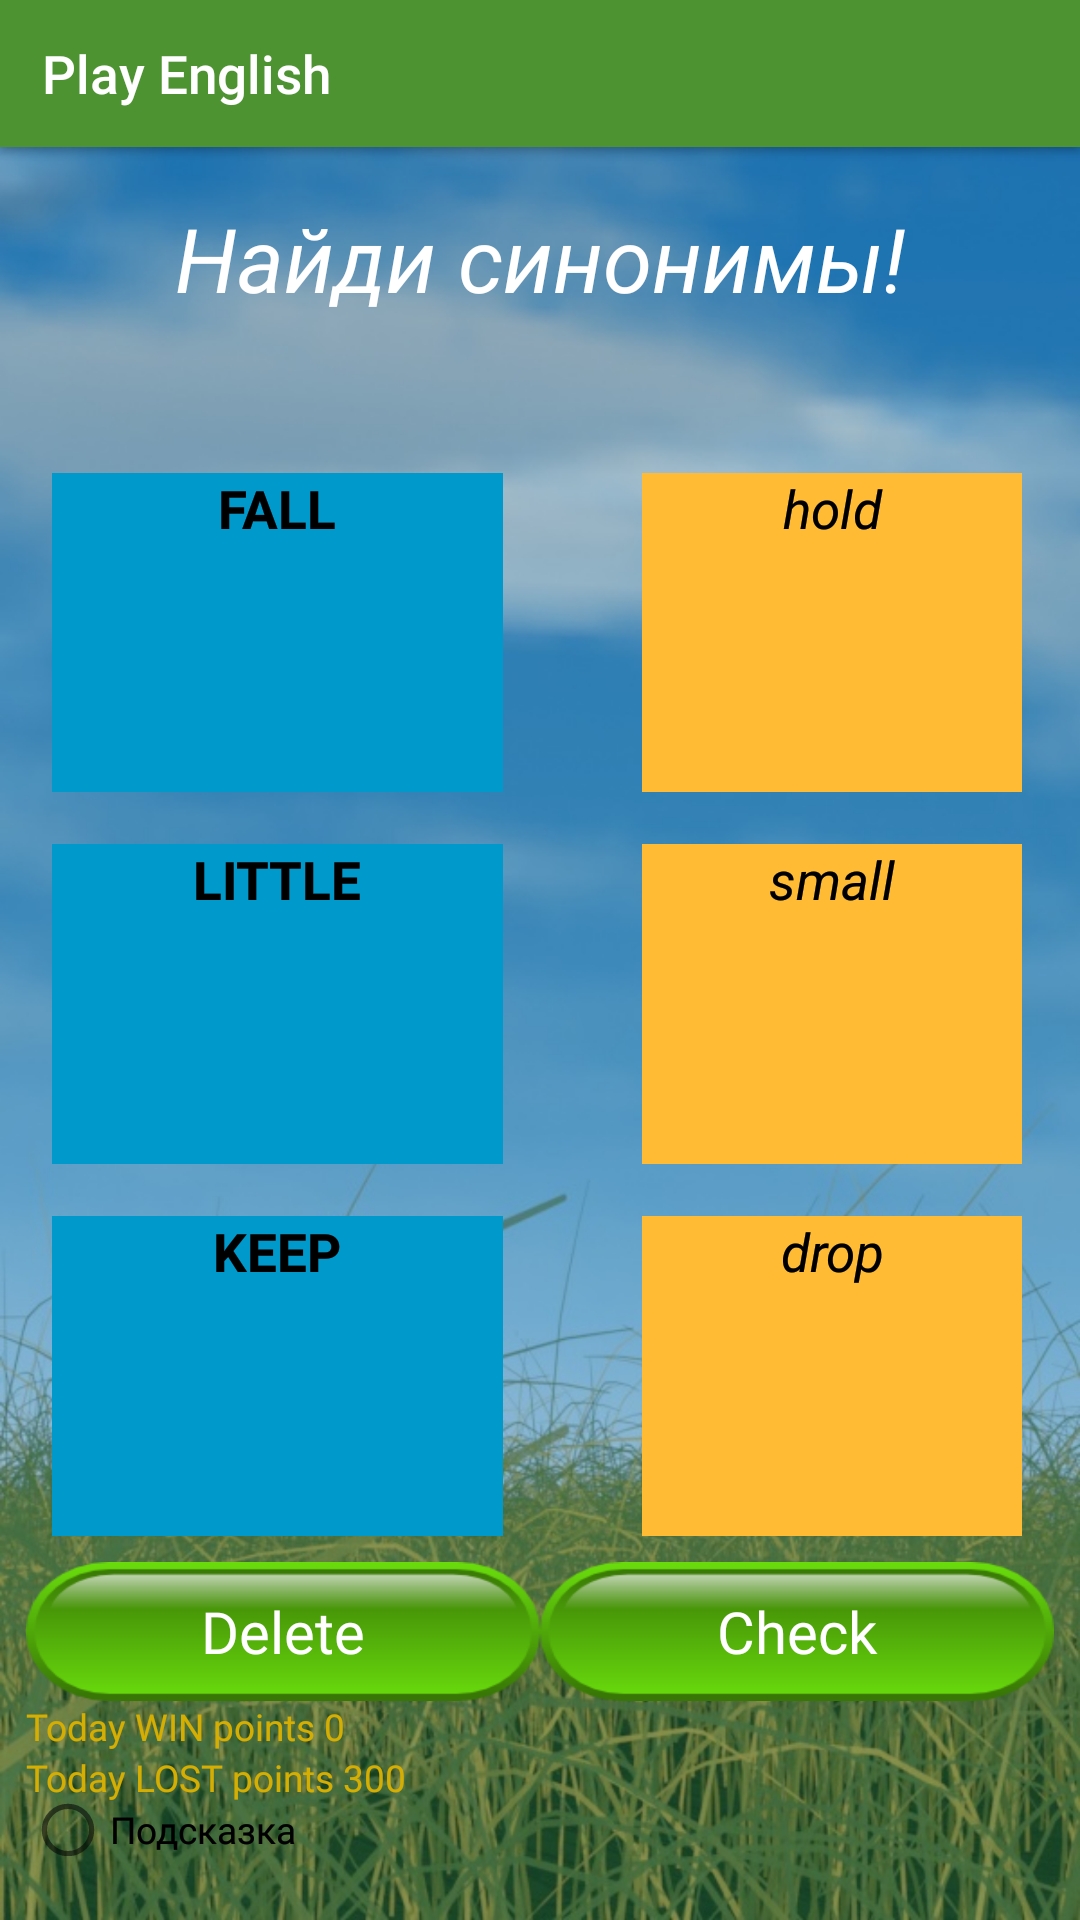 Play English
Найди синонимы!
FALL
hold
LITTLE
small
KEEP
drop
Delete
Check
Today WIN points 0
Today LOST points 300
Подсказка